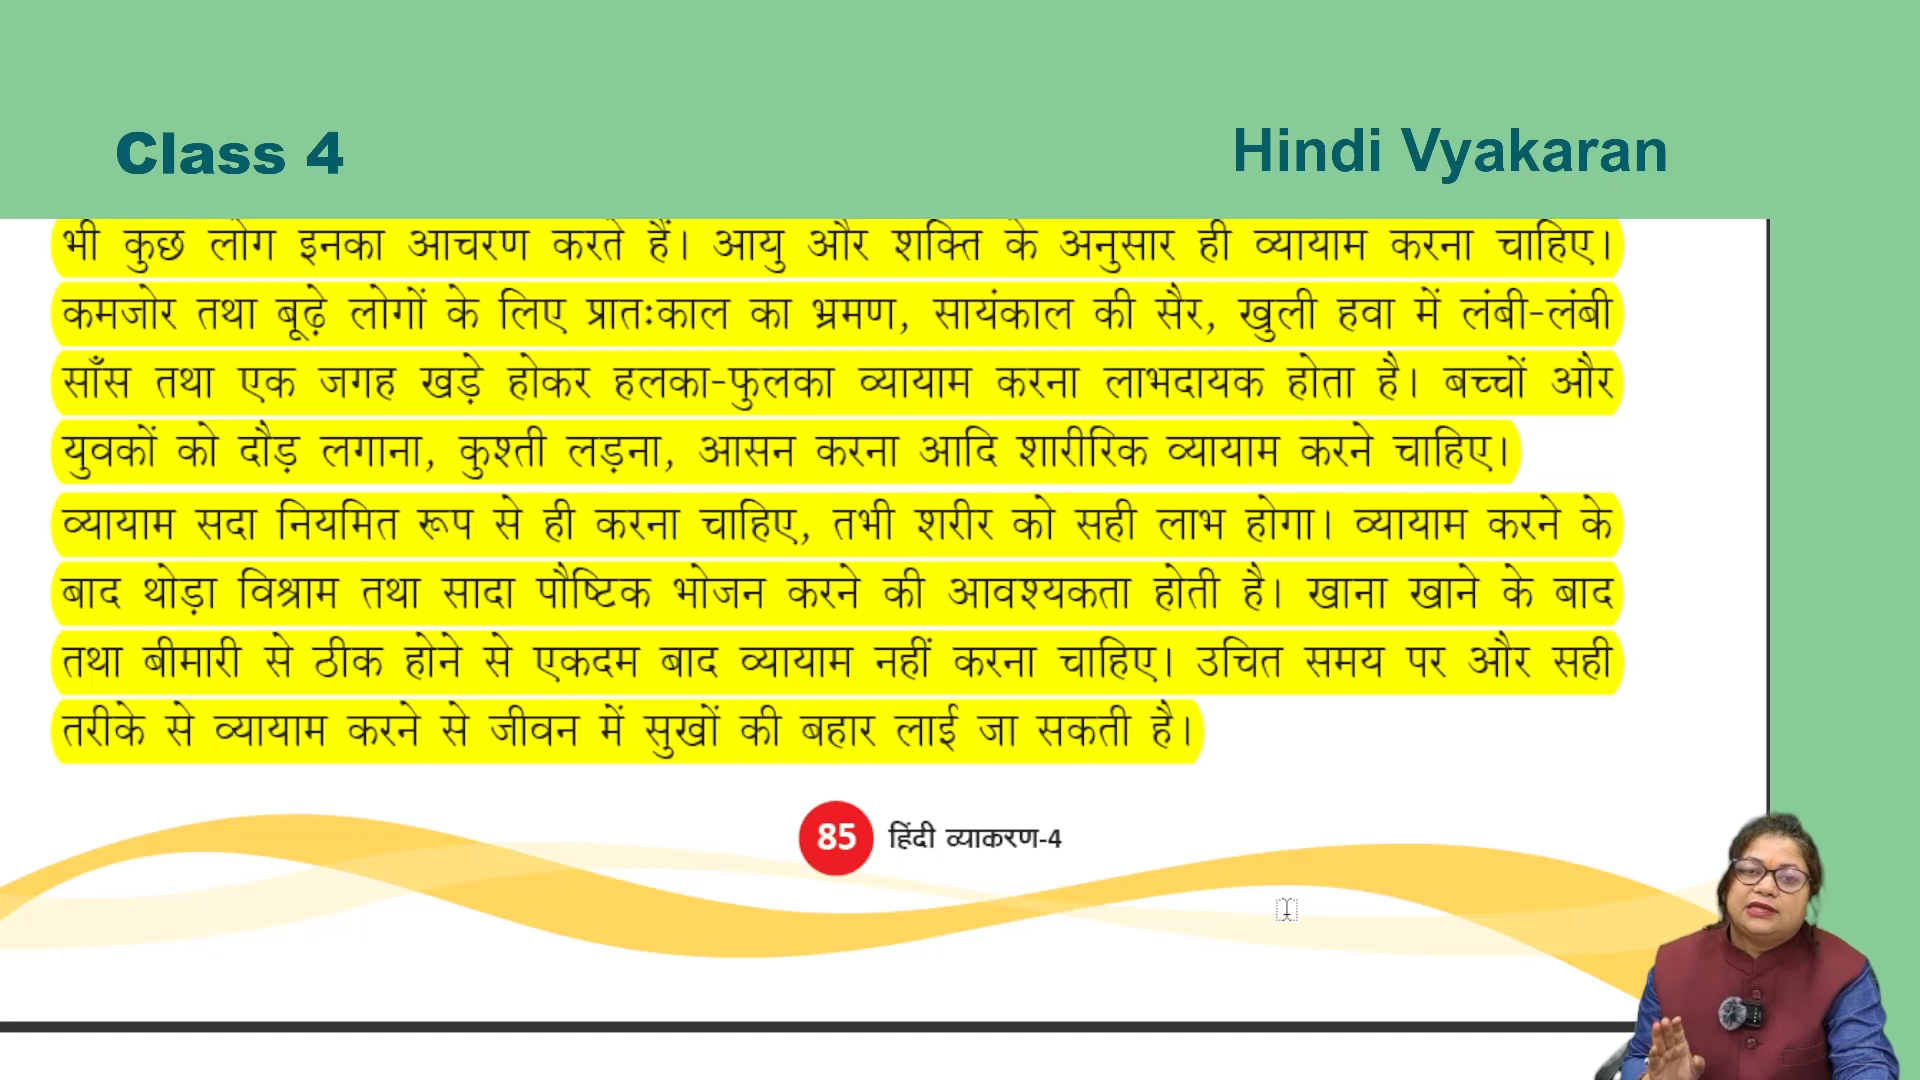 Class 4
Hindi Vyakaran
भी कुछ लोग इनका आचरण करते हैं। आयु और शक्ति के अनुसार ही व्यायाम करना चाहिए।
कमजोर तथा बूढ़े लोगों के लिए प्रातःकाल का भ्रमण, सायंकाल की सैर, खुली हवा में लंबी-लंबी
साँस तथा एक जगह खड़े होकर हलका-फुलका व्यायाम करना लाभदायक होता है। बच्चों और
युवकों को दौड़ लगाना, कुश्ती लड़ना, आसन करना आदि शारीरिक व्यायाम करने चाहिए।
व्यायाम सदा नियमित रूप से ही करना चाहिए, तभी शरीर को सही लाभ होगा। व्यायाम करने के
बाद थोड़ा विश्राम तथा सादा पौष्टिक भोजन करने की आवश्यकता होती है। खाना खाने के बाद
तथा बीमारी से ठीक होने से एकदम बाद व्यायाम नहीं करना चाहिए। उचित समय पर और सही
तरीके से व्यायाम करने से जीवन में सुखों की बहार लाई जा सकती है।
85 हिंदी व्याकरण-4